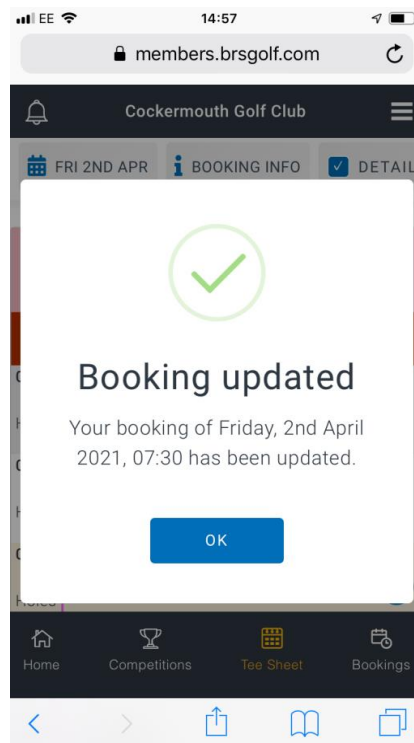 EE 14:57
members.brsgolf.com
Cockermouth Golf Club
FRI 2ND APR BOOKING INFO DETAIL
Booking updated
Your booking of Friday, 2nd April
2021, 07:30 has been updated.
OK
Holes
Home Competitions Tee Sheet Bookings